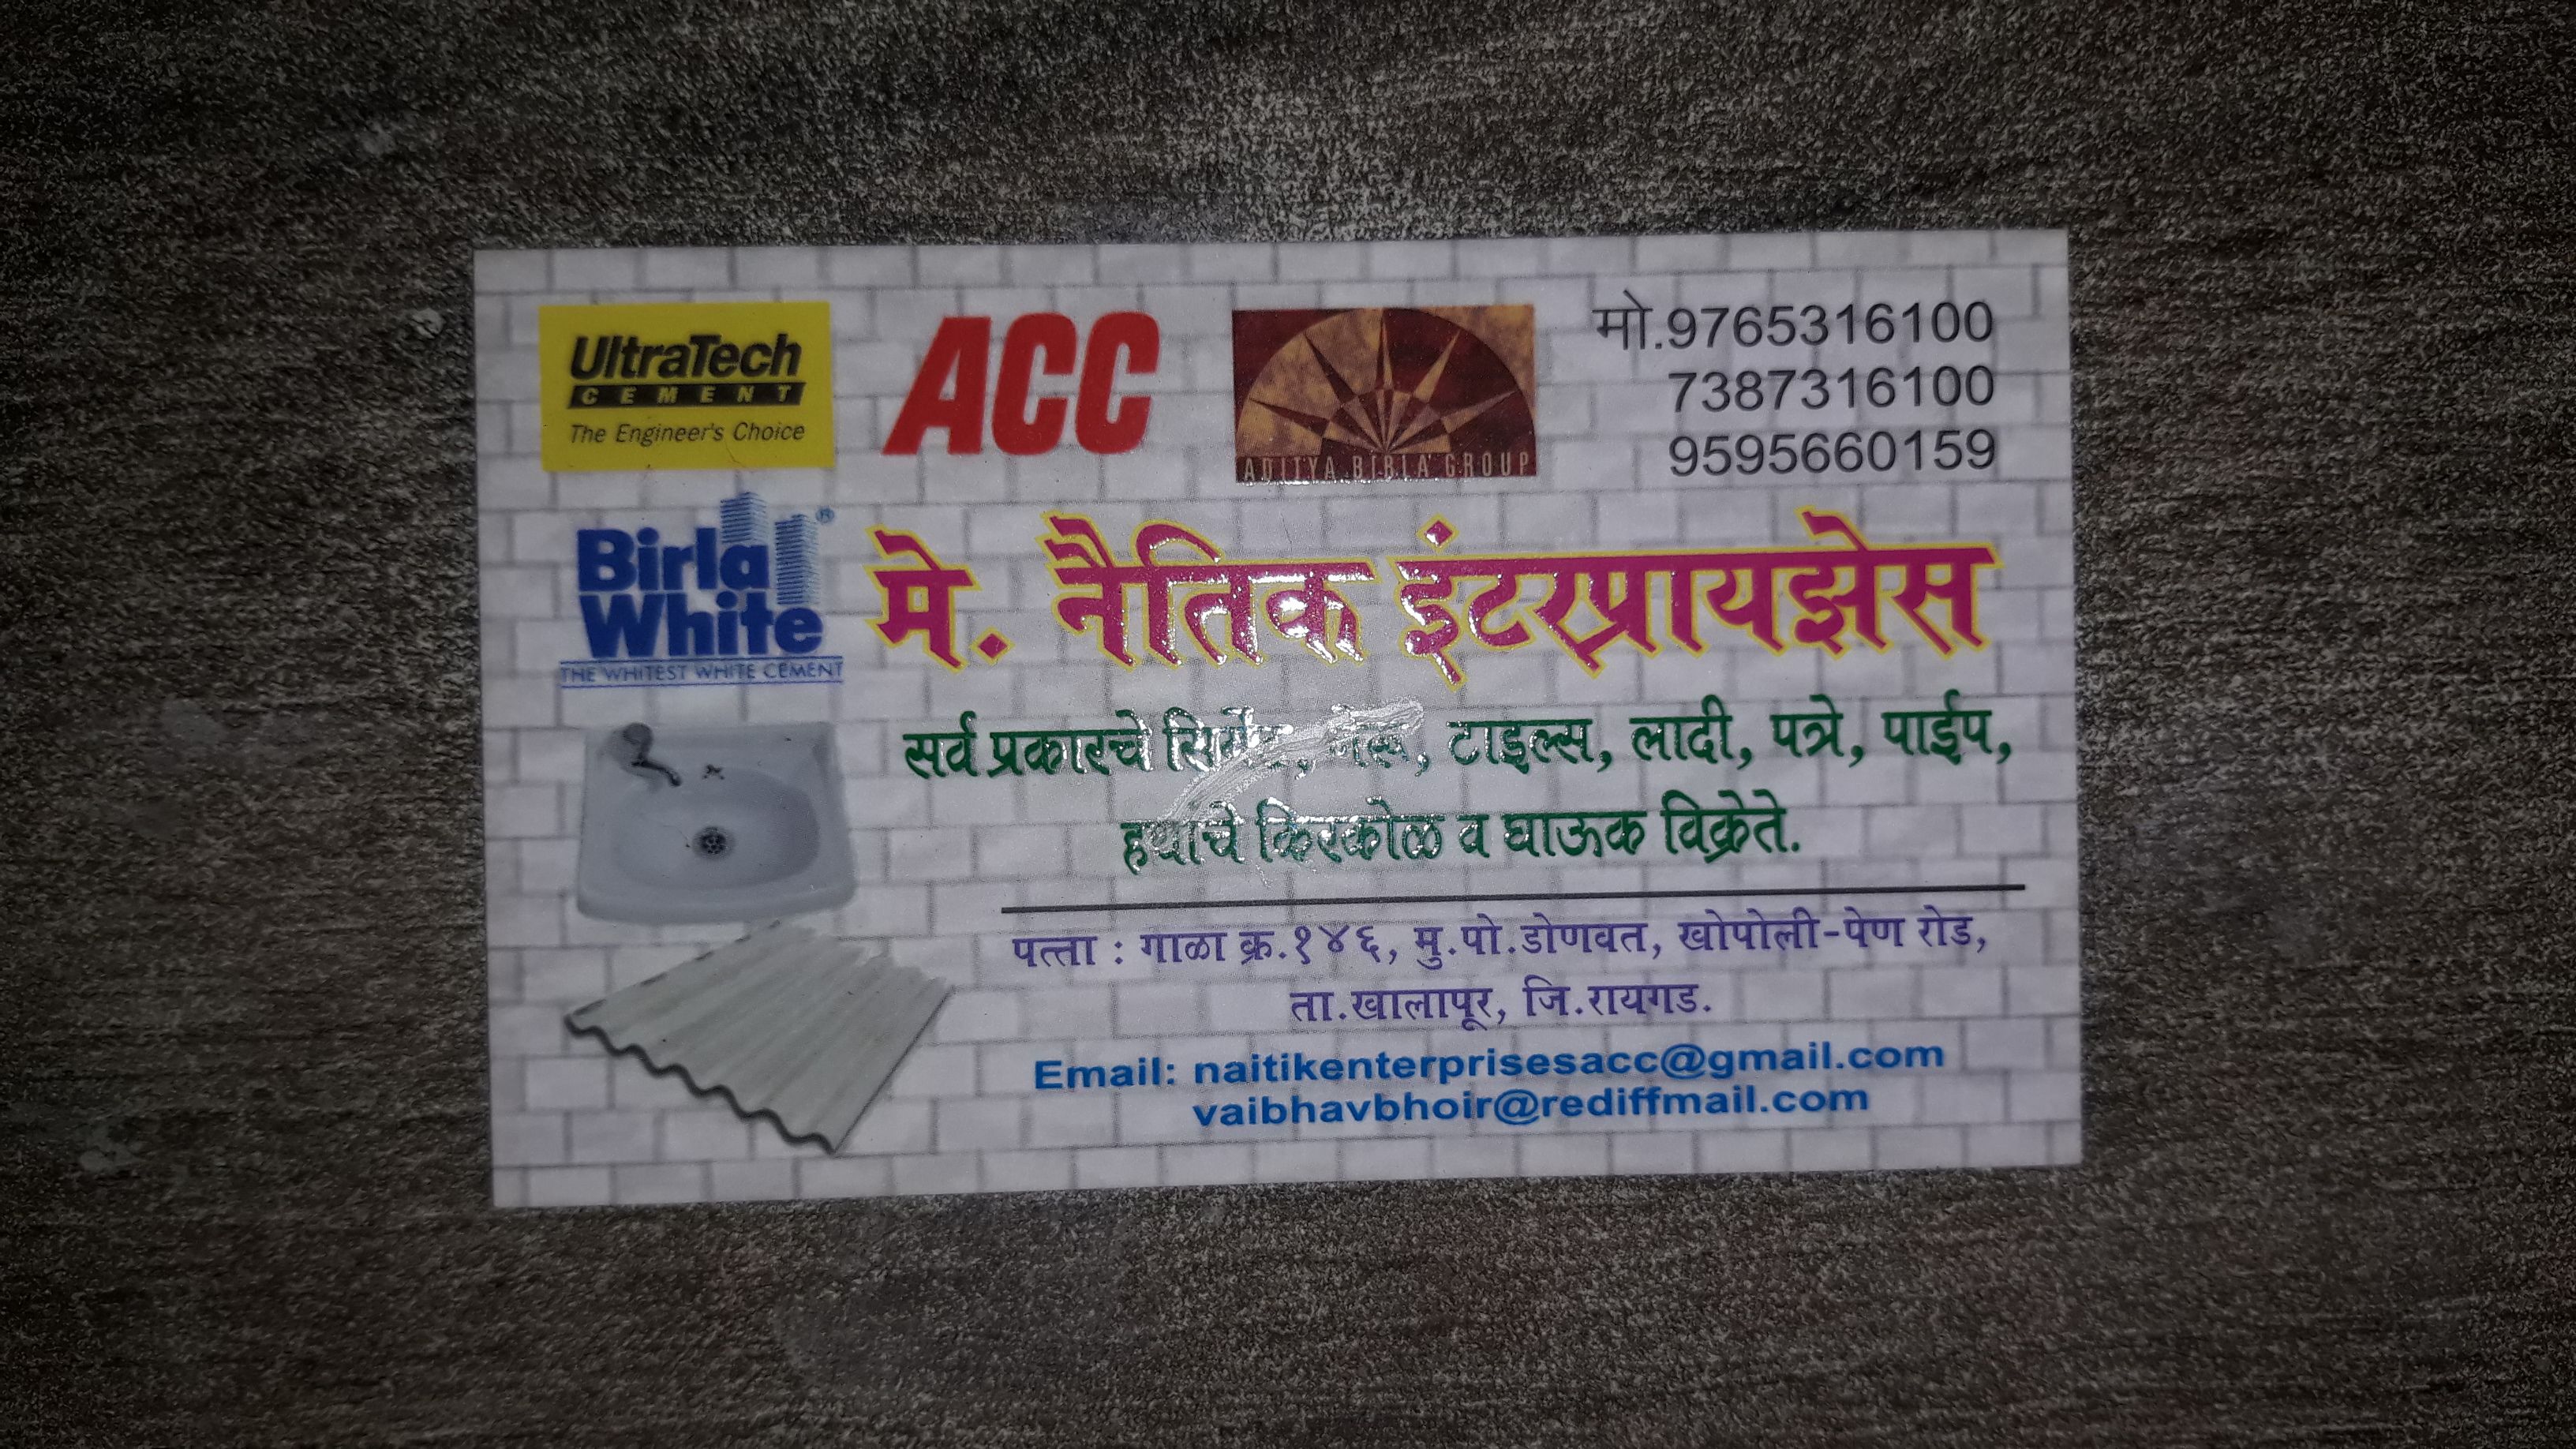 UltraTech
CEMENT
The Engineer's Choice
ACC
ADITYA BIRLA GROUP
मो.9765316100
7387316100
9595660159
Birla
White
®
THE WHITEST WHITE CEMENT
मे. नैतिक इंटरप्रायझेस
सर्व प्रकारचे टाइल्स, लादी, पत्रे, पाईप,
ह्याचे किरकोळ व घाऊक विक्रेते.
पत्ता : गाळा क्र.१४६, मु.पो.डोणवत, खोपोली-पेण रोड,
ता.खालापूर, जि.रायगड.
Email: naitikenterprisesacc@gmail.com
vaibhavbhoir@rediffmail.com